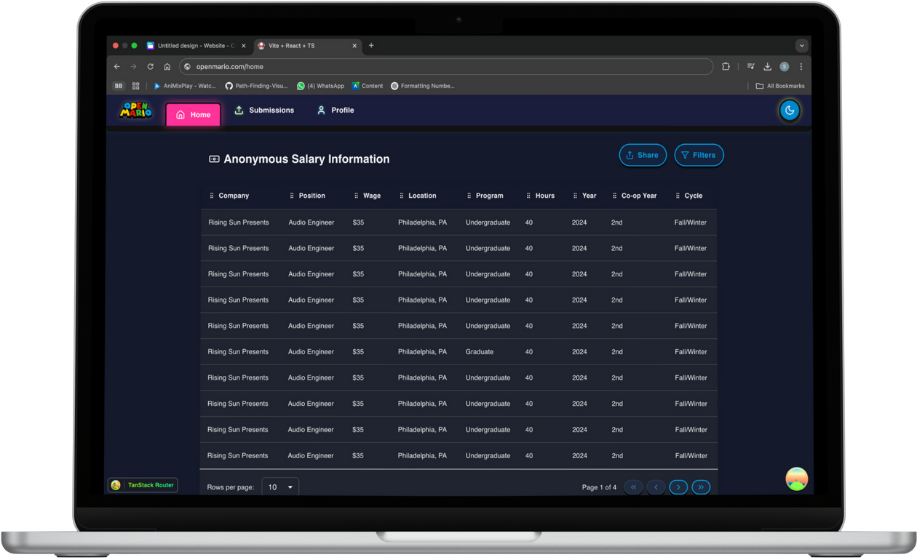 Untitled design - Website - C
Vite + React + TS
openmario.com/home
AniMixPlay - Watc...
Path-Finding-Visu...
(4) WhatsApp
Content
Formatting Numbe...
All Bookmarks
OPEN
MARIO
Home
Submissions
Profile
Anonymous Salary Information
Share
Filters
Company Position Wage Location Program Hours Year Co-op Year Cycle
Rising Sun Presents Audio Engineer $35 Philadelphia, PA Undergraduate 40 2024 2nd Fall/Winter
Rising Sun Presents Audio Engineer $35 Philadelphia, PA Undergraduate 40 2024 2nd Fall/Winter
Rising Sun Presents Audio Engineer $35 Philadelphia, PA Undergraduate 40 2024 2nd Fall/Winter
Rising Sun Presents Audio Engineer $35 Philadelphia, PA Undergraduate 40 2024 2nd Fall/Winter
Rising Sun Presents Audio Engineer $35 Philadelphia, PA Undergraduate 40 2024 2nd Fall/Winter
Rising Sun Presents Audio Engineer $35 Philadelphia, PA Graduate 40 2024 2nd Fall/Winter
Rising Sun Presents Audio Engineer $35 Philadelphia, PA Undergraduate 40 2024 2nd Fall/Winter
Rising Sun Presents Audio Engineer $35 Philadelphia, PA Undergraduate 40 2024 2nd Fall/Winter
Rising Sun Presents Audio Engineer $35 Philadelphia, PA Undergraduate 40 2024 2nd Fall/Winter
Rising Sun Presents Audio Engineer $35 Philadelphia, PA Undergraduate 40 2024 2nd Fall/Winter
TanStack Router
Rows per page: 10
Page 1 of 4